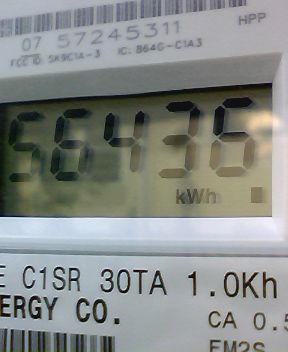 HPP
07 57245311
FCC ID: SK9C1A-3 IC: 864G-C1A3
56436
kWh
E C1SR 30TA 1.0Kh
ERGY CO.
CA 0.5
EM2S